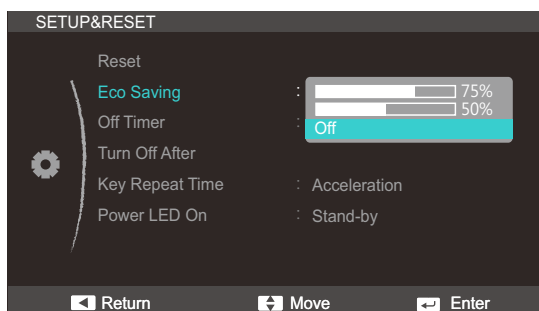 SETUP&RESET
Reset
Eco Saving : 75%
50%
Off Timer : Off
Turn Off After
Key Repeat Time : Acceleration
Power LED On : Stand-by
Return Move Enter